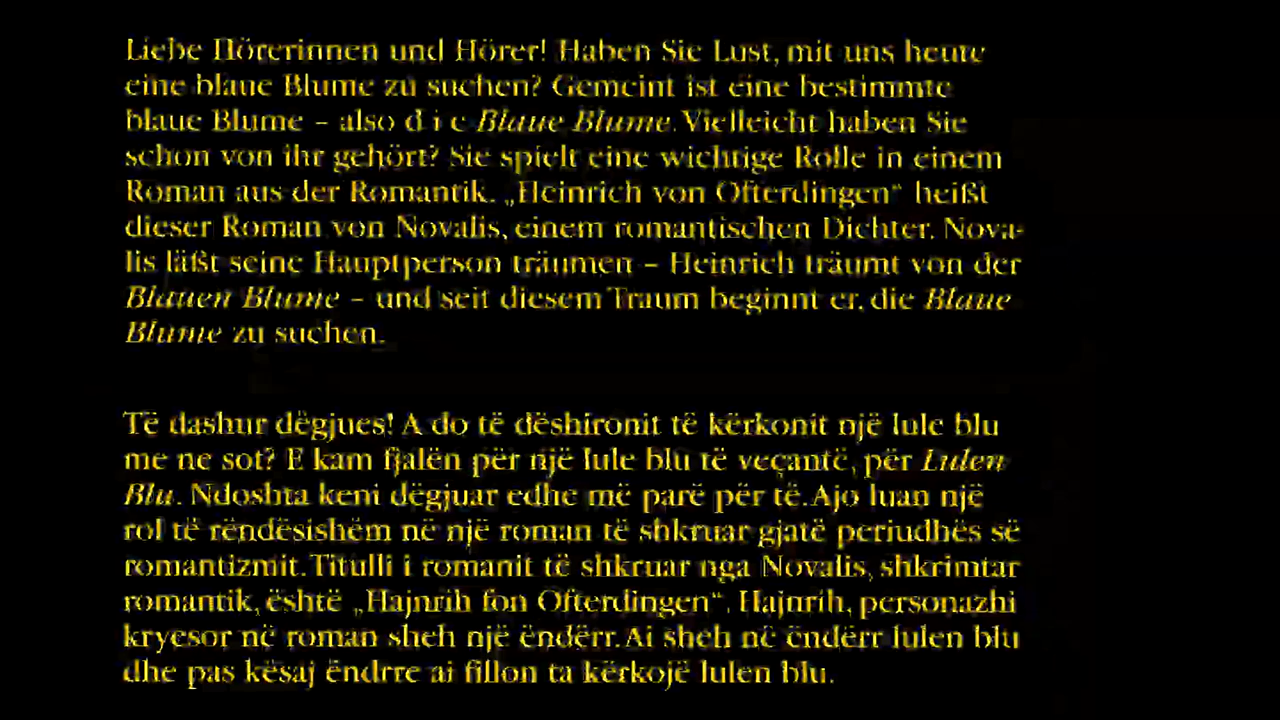 Liebe Hörerinnen und Hörer! Haben Sie Lust, mit uns heute
eine blaue Blume zu suchen? Gemeint ist eine bestimmte
blaue Blume – also d i e Blaue Blume. Vielleicht haben Sie
schon von ihr gehört? Sie spielt eine wichtige Rolle in einem
Roman aus der Romantik. „Heinrich von Ofterdingen“ heißt
dieser Roman von Novalis, einem romantischen Dichter. Nova-
lis läßt seine Hauptperson träumen – Heinrich träumt von der
Blauen Blume – und seit diesem Traum beginnt er, die Blaue
Blume zu suchen.
Të dashur dëgjues! A do të dëshironit të kërkonit një lule blu
me ne sot? E kam fjalën për një lule blu të veçantë, për Lulen
Blu. Ndoshta keni dëgjuar edhe më parë për të. Ajo luan një
rol të rëndësishëm në një roman të shkruar gjatë periudhës së
romantizmit. Titulli i romanit të shkruar nga Novalis, shkrimtar
romantik, është „Hajnrih fon Ofterdingen“. Hajnrih, personazhi
kryesor në roman sheh një ëndërr. Ai sheh në ëndërr lulen blu
dhe pas kësaj ëndrre ai fillon ta kërkojë lulen blu.